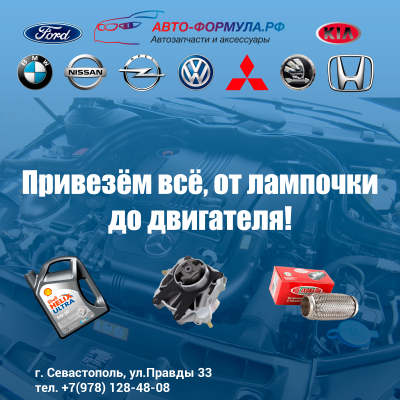 Ford
АВТО-ФОРМУЛА.РФ
Автозапчасти и аксессуары
KIA
BMW
NISSAN
Привезём всё, от лампочки
до двигателя!
Shell
HELIX
ULTRA
г. Севастополь, ул.Правды 33
тел. +7(978) 128-48-08